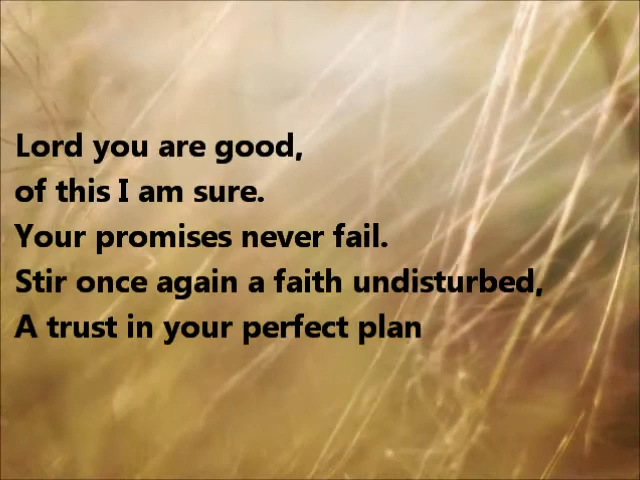 Lord you are good,
of this I am sure.
Your promises never fail.
Stir once again a faith undisturbed,
A trust in your perfect plan